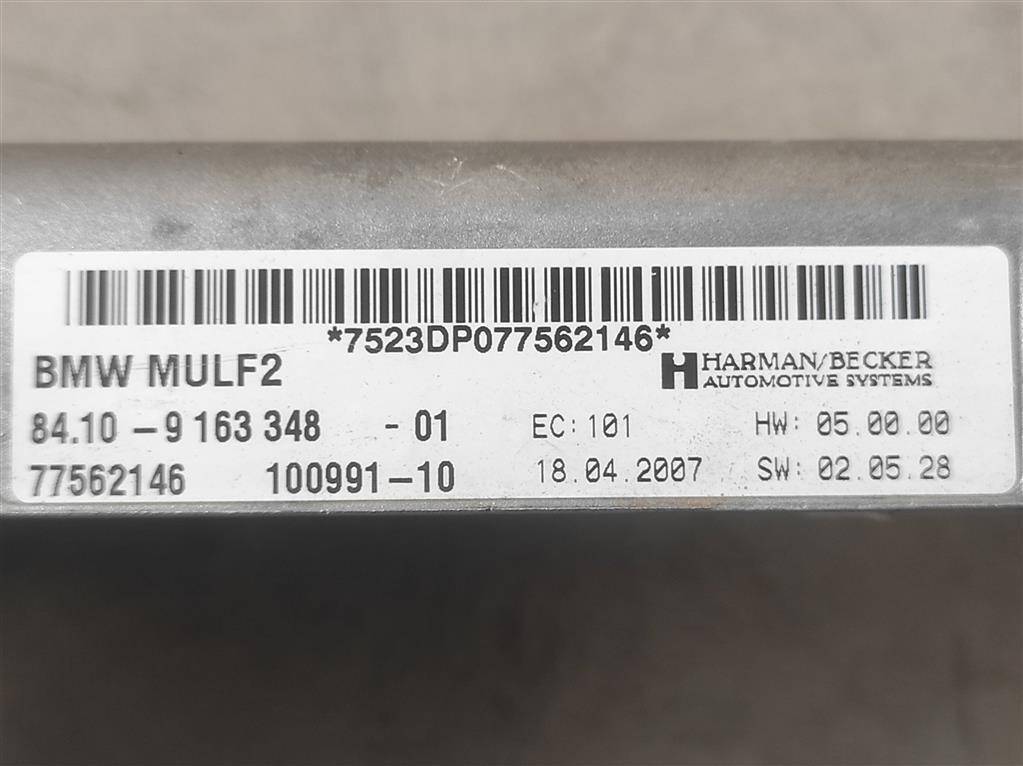 *7523DP077562146*
BMW MULF2
HARMAN/BECKER
AUTOMOTIVE SYSTEMS
84.10 - 9 163 348 - 01 EC: 101 HW: 05.00.00
77562146 100991-10 18.04.2007 SW: 02.05.28